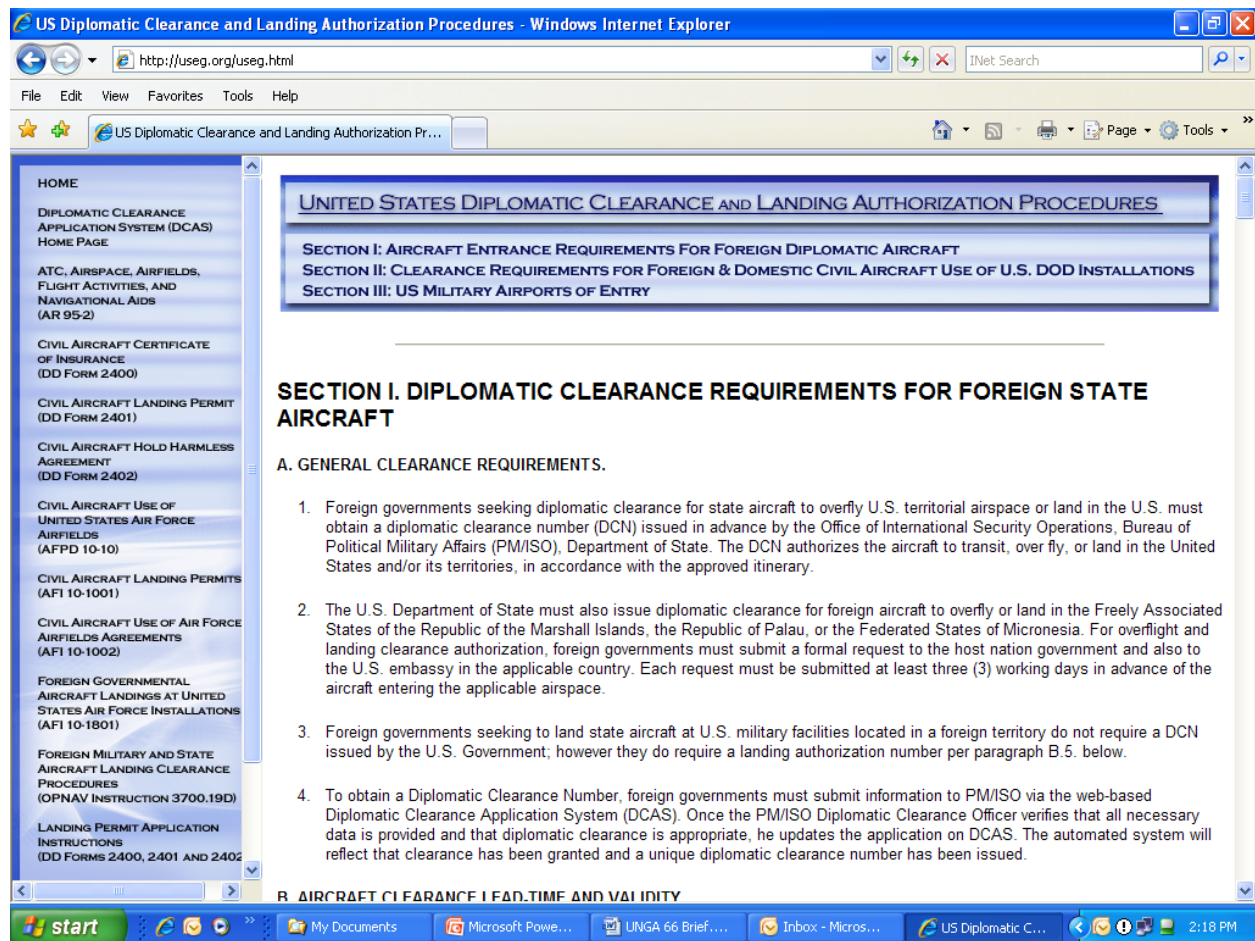 US Diplomatic Clearance and Landing Authorization Procedures - Windows Internet Explorer
http://useg.org/useg.html
INet Search
File Edit View Favorites Tools Help
US Diplomatic Clearance and Landing Authorization Pr...
Page
Tools
HOME
DIPLOMATIC CLEARANCE
APPLICATION SYSTEM (DCAS)
HOME PAGE
ATC, AIRSPACE, AIRFIELDS,
FLIGHT ACTIVITIES, AND
NAVIGATIONAL AIDS
(AR 95-2)
CIVIL AIRCRAFT CERTIFICATE
OF INSURANCE
(DD FORM 2400)
CIVIL AIRCRAFT LANDING PERMIT
(DD FORM 2401)
CIVIL AIRCRAFT HOLD HARMLESS
AGREEMENT
(DD FORM 2402)
CIVIL AIRCRAFT USE OF
UNITED STATES AIR FORCE
AIRFIELDS
(AFPD 10-10)
CIVIL AIRCRAFT LANDING PERMITS
(AFI 10-1001)
CIVIL AIRCRAFT USE OF AIR FORCE
AIRFIELDS AGREEMENTS
(AFI 10-1002)
FOREIGN GOVERNMENTAL
AIRCRAFT LANDINGS AT UNITED
STATES AIR FORCE INSTALLATIONS
(AFI 10-1801)
FOREIGN MILITARY AND STATE
AIRCRAFT LANDING CLEARANCE
PROCEDURES
(OPNAV INSTRUCTION 3700.19D)
LANDING PERMIT APPLICATION
INSTRUCTIONS
(DD FORMS 2400, 2401 AND 2402
UNITED STATES DIPLOMATIC CLEARANCE AND LANDING AUTHORIZATION PROCEDURES
SECTION I: AIRCRAFT ENTRANCE REQUIREMENTS FOR FOREIGN DIPLOMATIC AIRCRAFT
SECTION II: CLEARANCE REQUIREMENTS FOR FOREIGN & DOMESTIC CIVIL AIRCRAFT USE OF U.S. DOD INSTALLATIONS
SECTION III: US MILITARY AIRPORTS OF ENTRY
SECTION I. DIPLOMATIC CLEARANCE REQUIREMENTS FOR FOREIGN STATE
AIRCRAFT
A. GENERAL CLEARANCE REQUIREMENTS.
1. Foreign governments seeking diplomatic clearance for state aircraft to overfly U.S. territorial airspace or land in the U.S. must
obtain a diplomatic clearance number (DCN) issued in advance by the Office of International Security Operations, Bureau of
Political Military Affairs (PM/ISO), Department of State. The DCN authorizes the aircraft to transit, over fly, or land in the United
States and/or its territories, in accordance with the approved itinerary.
2. The U.S. Department of State must also issue diplomatic clearance for foreign aircraft to overfly or land in the Freely Associated
States of the Republic of the Marshall Islands, the Republic of Palau, or the Federated States of Micronesia. For overflight and
landing clearance authorization, foreign governments must submit a formal request to the host nation government and also to
the U.S. embassy in the applicable country. Each request must be submitted at least three (3) working days in advance of the
aircraft entering the applicable airspace.
3. Foreign governments seeking to land state aircraft at U.S. military facilities located in a foreign territory do not require a DCN
issued by the U.S. Government; however they do require a landing authorization number per paragraph B.5. below.
4. To obtain a Diplomatic Clearance Number, foreign governments must submit information to PM/ISO via the web-based
Diplomatic Clearance Application System (DCAS). Once the PM/ISO Diplomatic Clearance Officer verifies that all necessary
data is provided and that diplomatic clearance is appropriate, he updates the application on DCAS. The automated system will
reflect that clearance has been granted and a unique diplomatic clearance number has been issued.
B. AIRCRAFT CLEARANCE LEAD-TIME AND VALIDITY
start
My Documents
Microsoft Powe...
UNGA 66 Brief....
Inbox - Micros...
US Diplomatic C...
2:18 PM